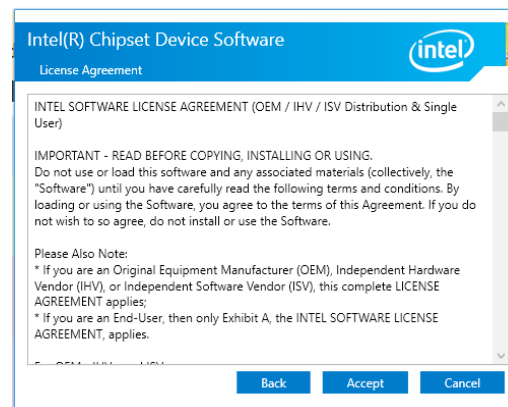 Intel(R) Chipset Device Software
intel
License Agreement
INTEL SOFTWARE LICENSE AGREEMENT (OEM / IHV / ISV Distribution & Single
User)
IMPORTANT - READ BEFORE COPYING, INSTALLING OR USING.
Do not use or load this software and any associated materials (collectively, the
"Software") until you have carefully read the following terms and conditions. By
loading or using the Software, you agree to the terms of this Agreement. If you do
not wish to so agree, do not install or use the Software.
Please Also Note:
* If you are an Original Equipment Manufacturer (OEM), Independent Hardware
Vendor (IHV), or Independent Software Vendor (ISV), this complete LICENSE
AGREEMENT applies;
* If you are an End-User, then only Exhibit A, the INTEL SOFTWARE LICENSE
AGREEMENT, applies.
Back Accept Cancel